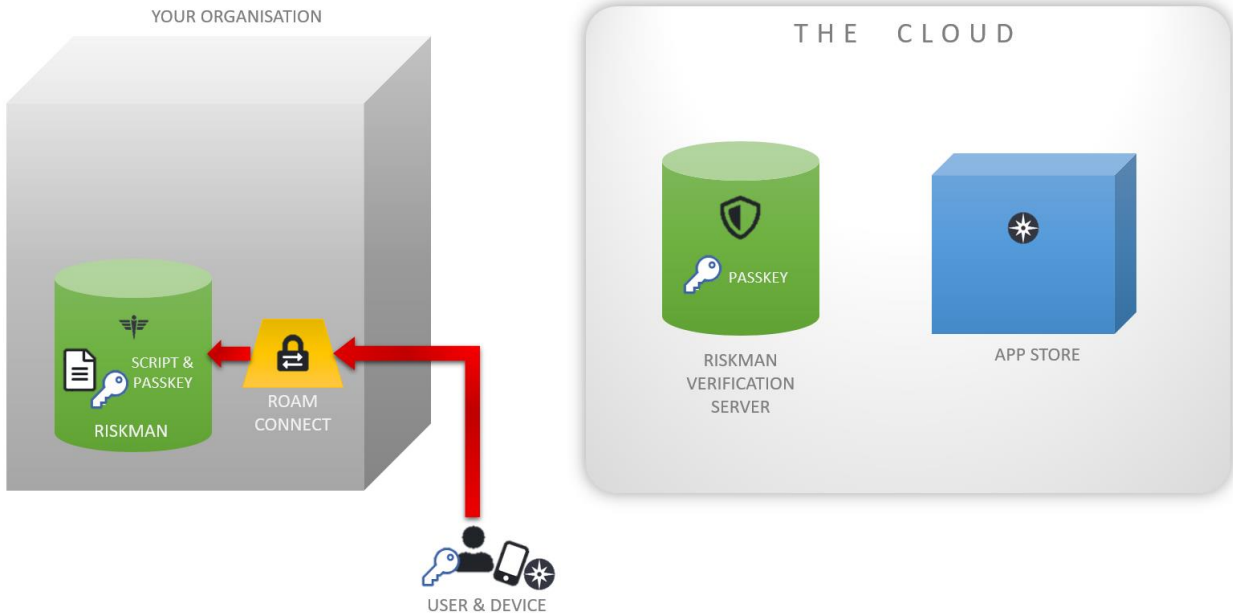 YOUR ORGANISATION
THE CLOUD
SCRIPT &
PASSKEY
RISKMAN
ROAM
CONNECT
PASSKEY
RISKMAN
VERIFICATION
SERVER
APP STORE
USER & DEVICE